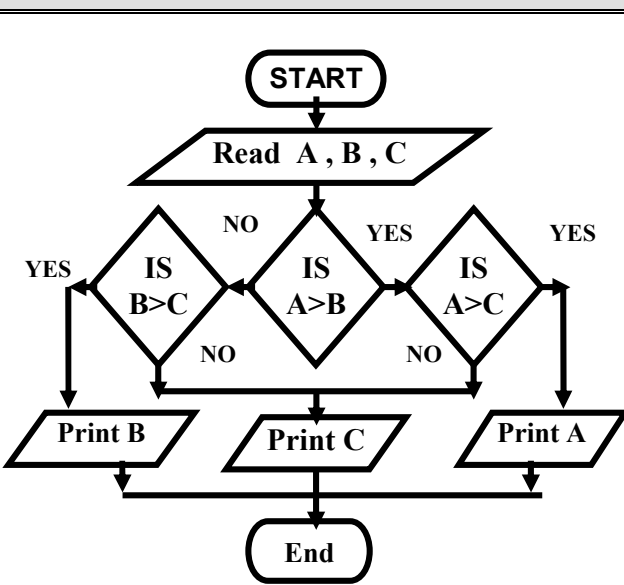 START
Read A , B , C
NO
YES
YES
YES
IS
B>C
IS
A>B
IS
A>C
NO
NO
Print B
Print C
Print A
End